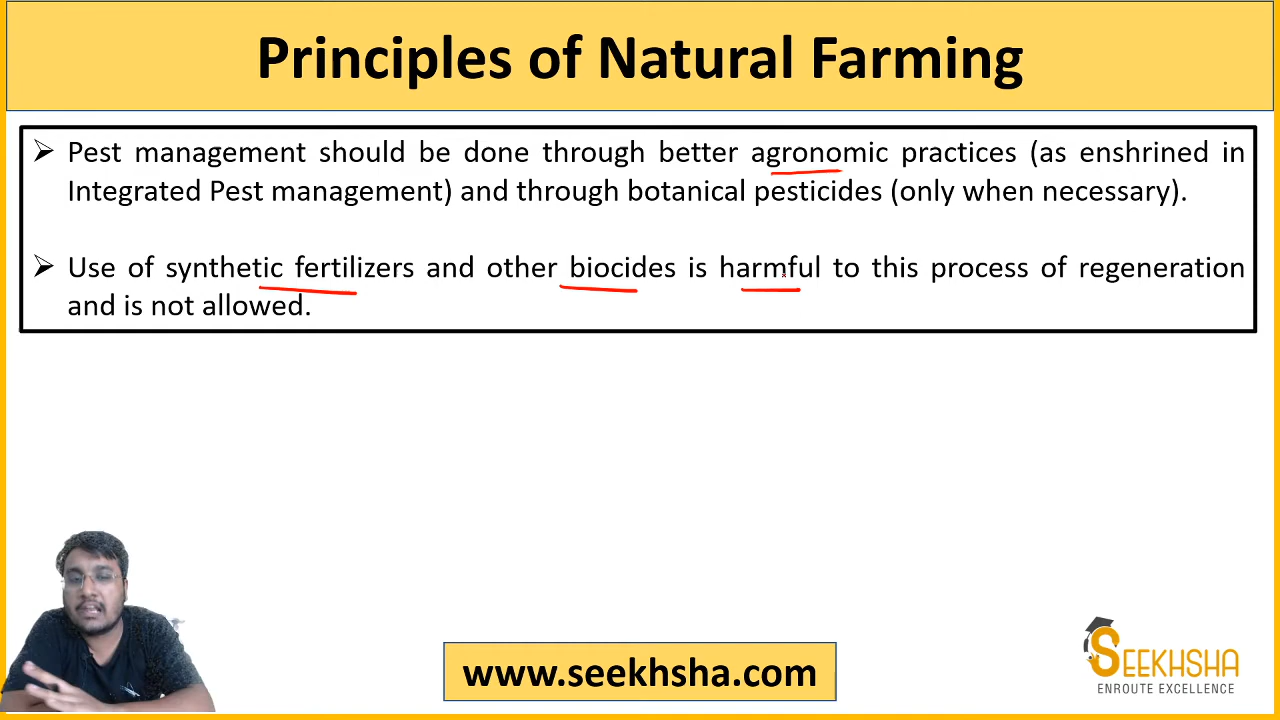 Principles of Natural Farming
➤ Pest management should be done through better agronomic practices (as enshrined in
Integrated Pest management) and through botanical pesticides (only when necessary).
➤ Use of synthetic fertilizers and other biocides is harmful to this process of regeneration
and is not allowed.
www.seekhsha.com
SEEKHSHA
ENROUTE EXCELLENCE